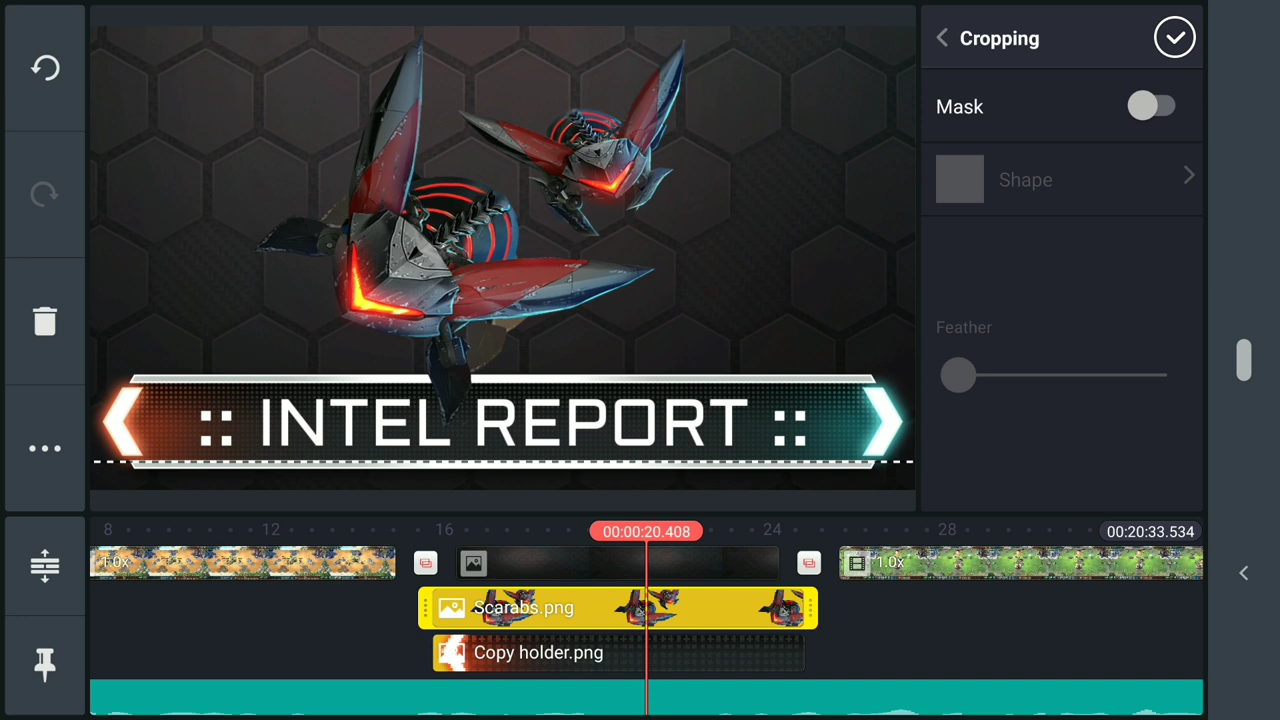 Cropping
Mask
Shape
Feather
:: INTEL REPORT ::
8 12 16 00:00:20.408 24 28 00:20:33.534
1.0x 1.0x
Scarabs.png
Copy holder.png